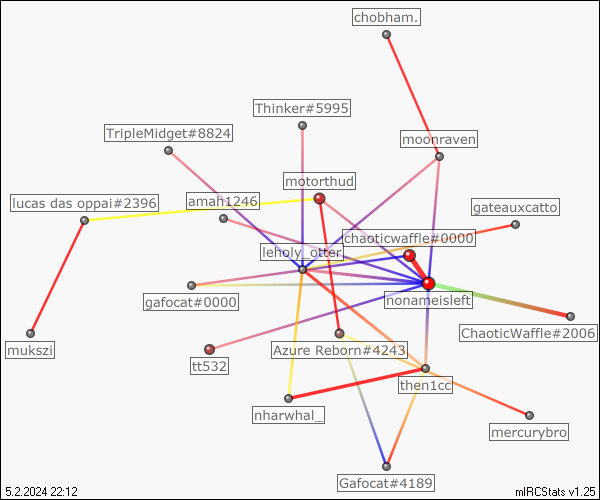 chobham.
Thinker#5995
TripleMidget#8824
moonraven
motorthud
lucas das oppai#2396
amah1246
gateauxcatto
chaoticwaffle#0000
leholy_otter
gafocat#0000
nonameisleft
ChaoticWaffle#2006
mukszi
tt532
Azure Reborn#4243
then1cc
nharwhal_
mercurybro
Gafocat#4189
5.2.2024 22:12
mIRCStats v1.25